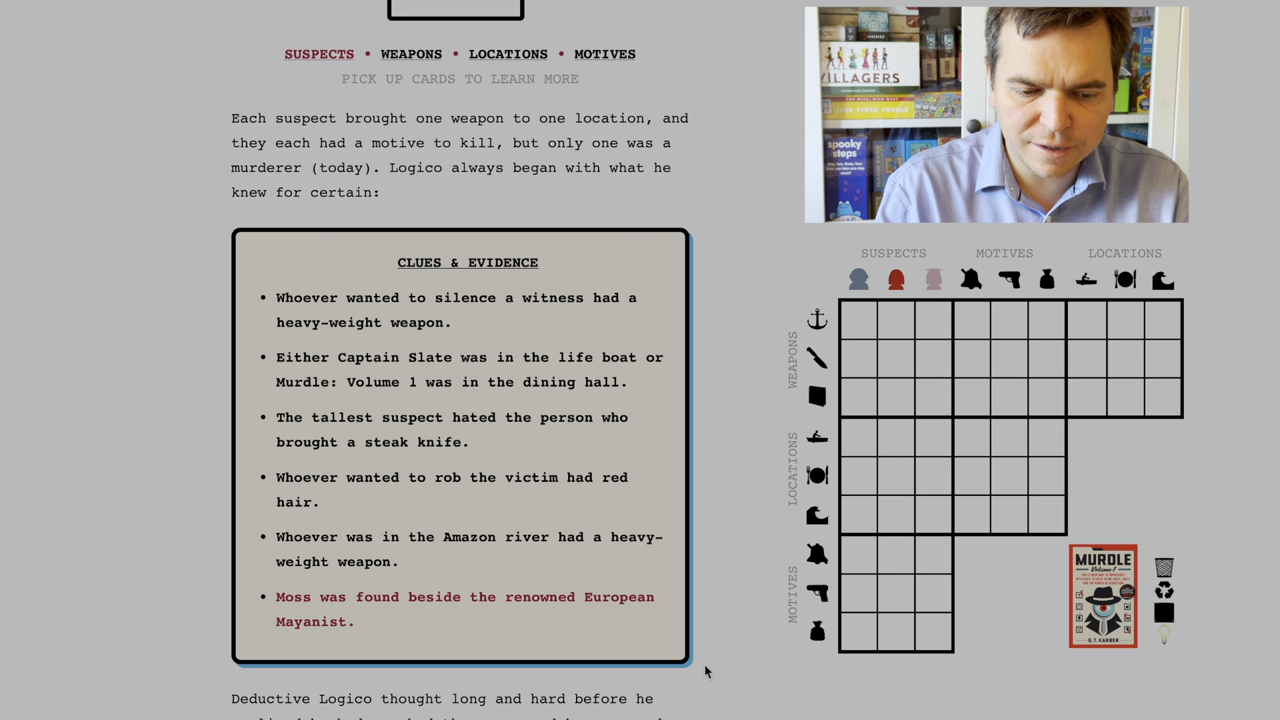 SUSPECTS • WEAPONS • LOCATIONS • MOTIVES
PICK UP CARDS TO LEARN MORE
Each suspect brought one weapon to one location, and
they each had a motive to kill, but only one was a
murderer (today). Logico always began with what he
knew for certain:
CLUES & EVIDENCE
• Whoever wanted to silence a witness had a
heavy-weight weapon.
• Either Captain Slate was in the life boat or
Murdle: Volume 1 was in the dining hall.
• The tallest suspect hated the person who
brought a steak knife.
• Whoever wanted to rob the victim had red
hair.
• Whoever was in the Amazon river had a heavy-
weight weapon.
• Moss was found beside the renowned European
Mayanist.
Deductive Logico thought long and hard before he
VILLAGERS
spooky
steps
SUSPECTS MOTIVES LOCATIONS
WEAPONS
LOCATIONS
MOTIVES
MURDLE
Volume 1
G.T. KARBER